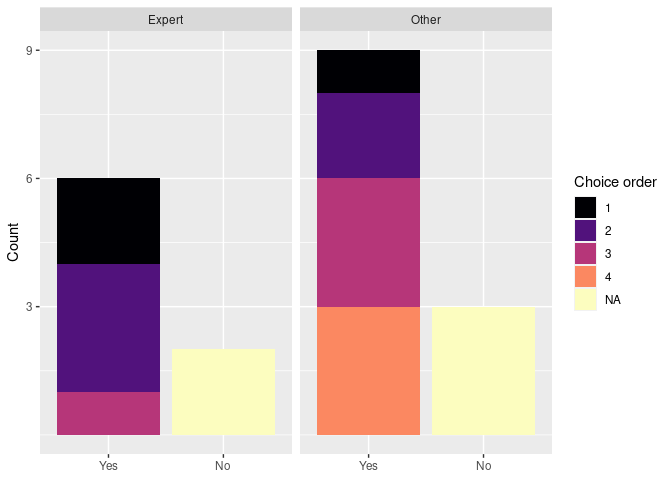 Expert
Other
9
6
3
Count
Yes
No
Yes
No
Choice order
1
2
3
4
NA